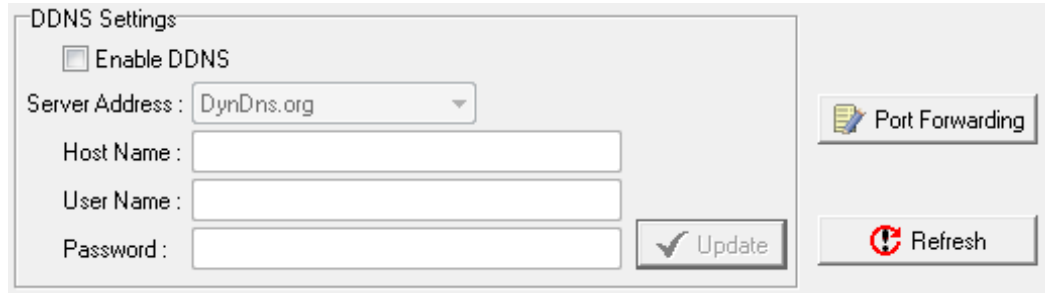 DDNS Settings
Enable DDNS
Server Address : DynDns.org
Port Forwarding
Host Name :
User Name :
Password :
Update
Refresh